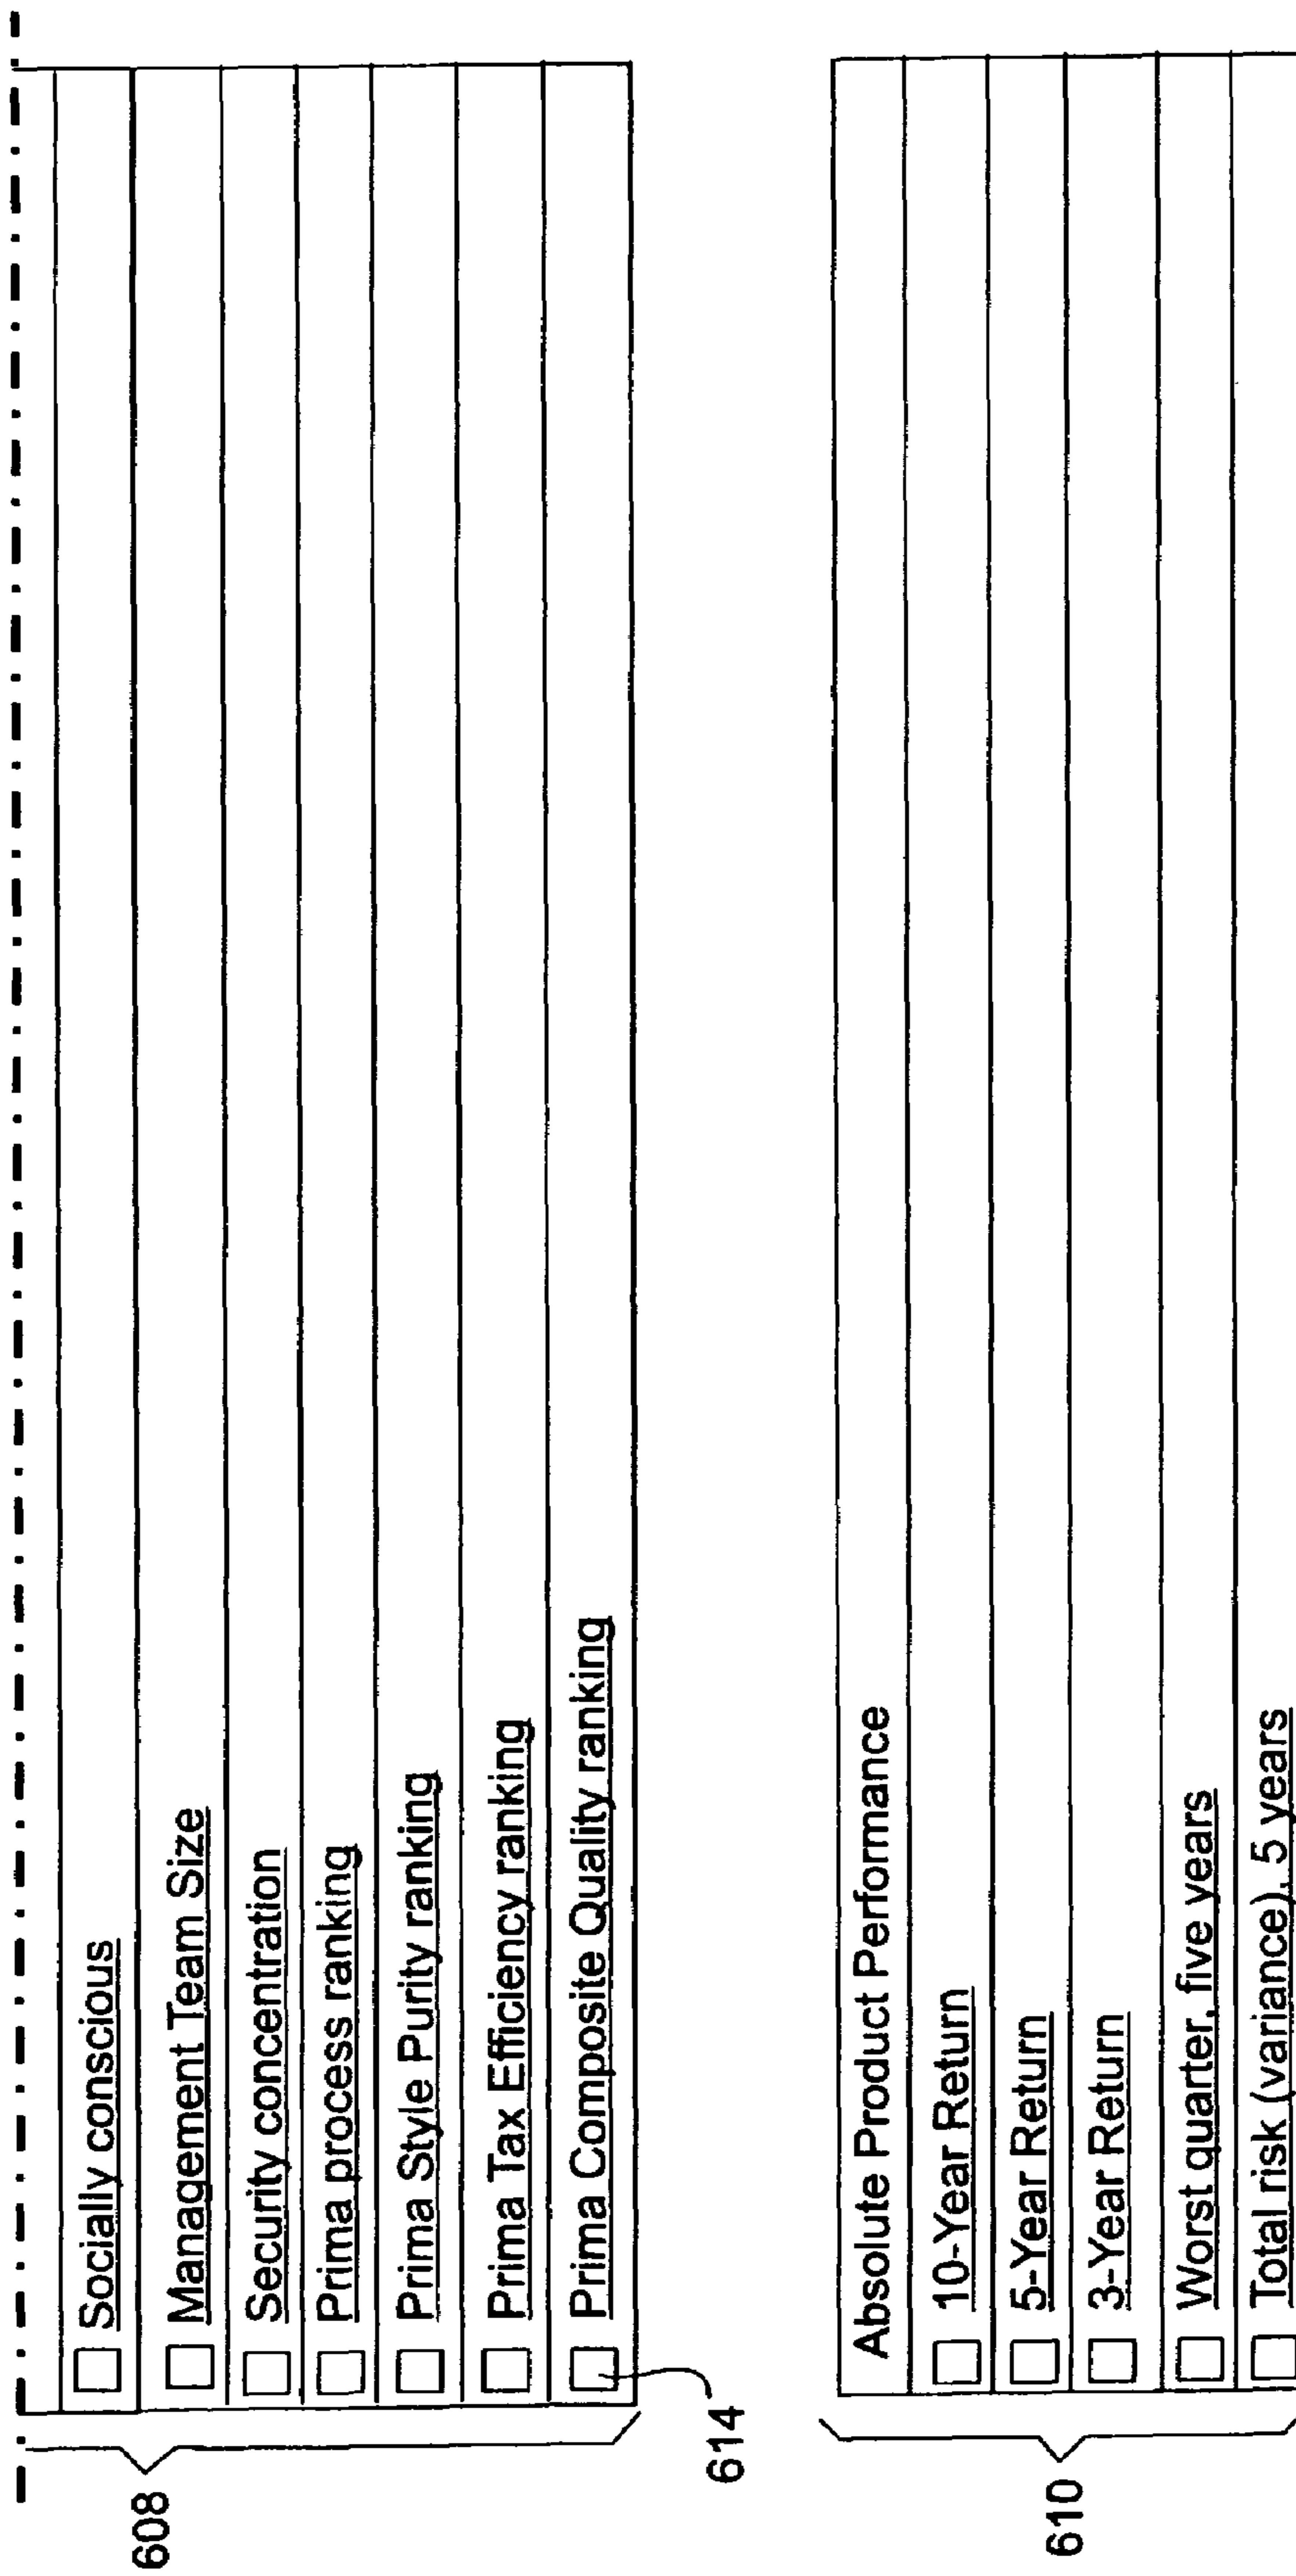 608
Socially conscious
Management Team Size
Security concentration
Prima process ranking
Prima Style Purity ranking
Prima Tax Efficiency ranking
Prima Composite Quality ranking
614
610
Absolute Product Performance
10-Year Return
5-Year Return
3-Year Return
Worst quarter, five years
Total risk (variance), 5 years